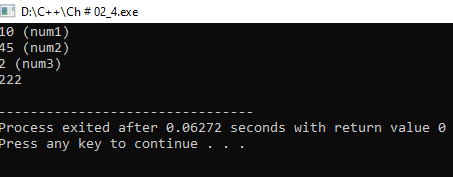 D:\C++\Ch # 02_4.exe
10 (num1)
45 (num2)
2 (num3)
222
--------------------------------
Process exited after 0.06272 seconds with return value 0
Press any key to continue . . .